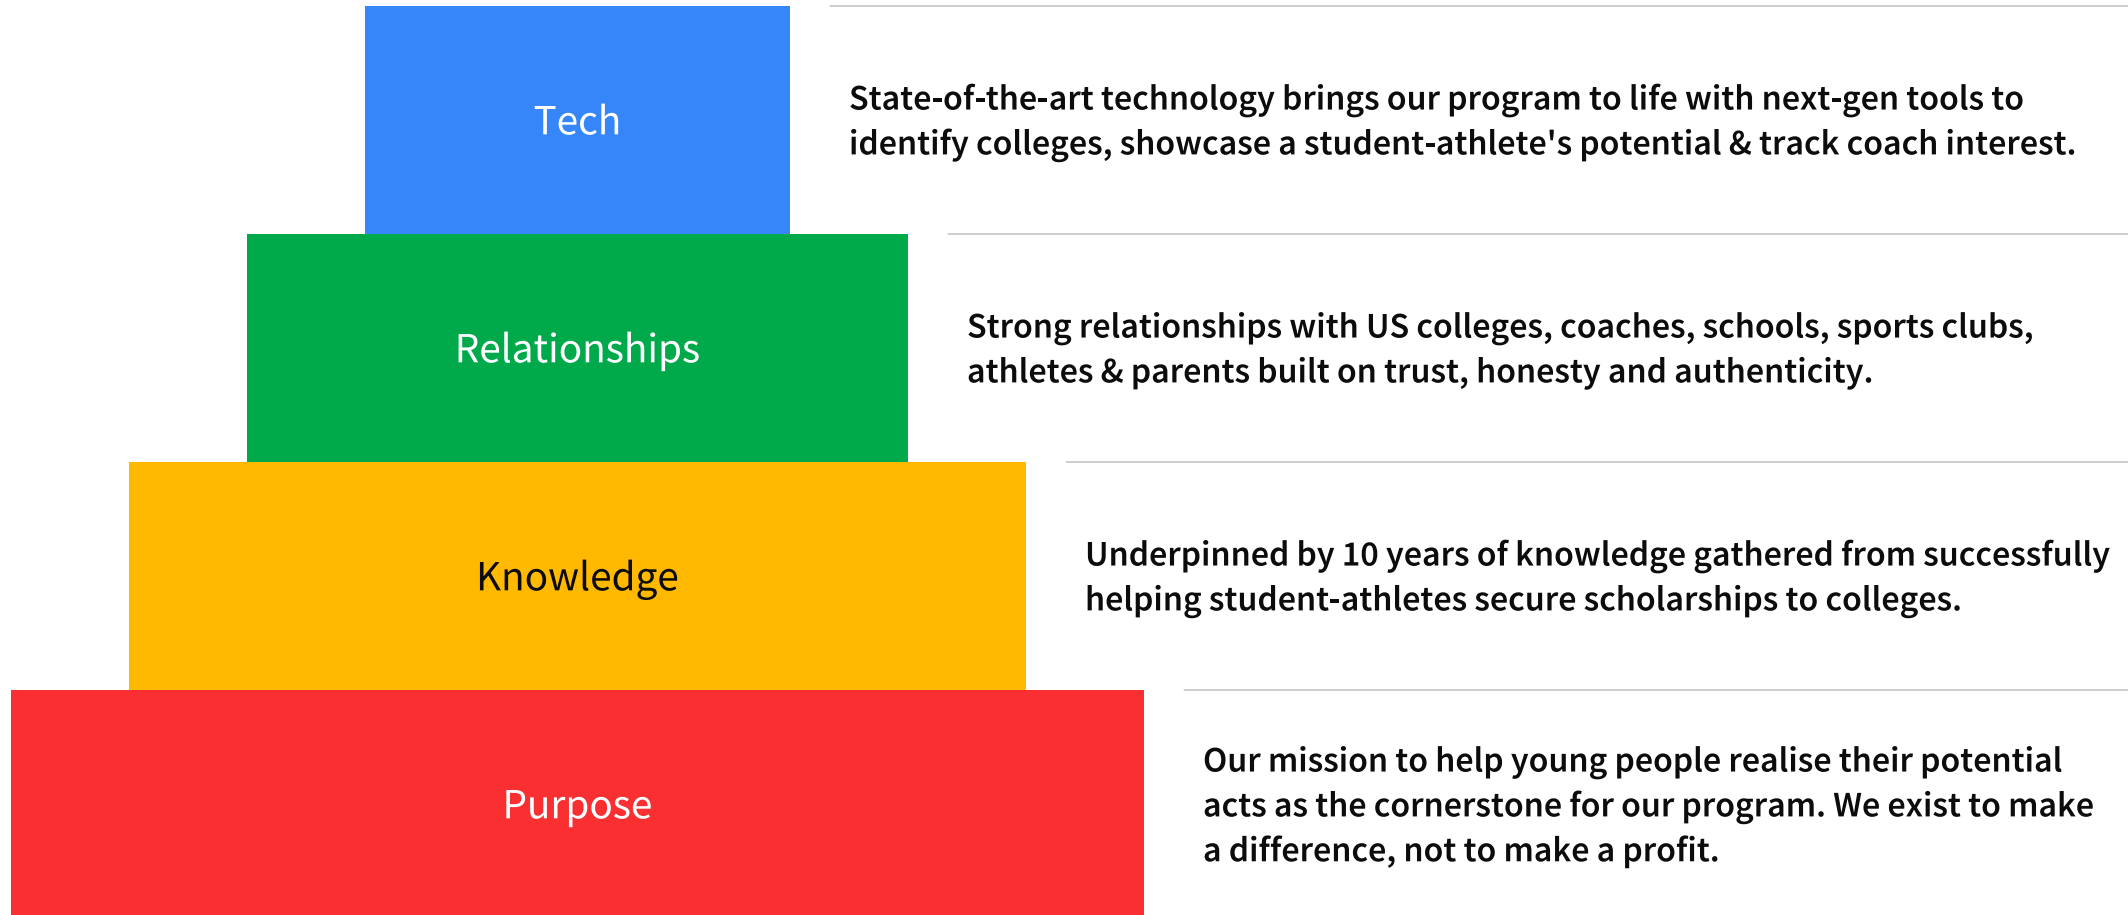 Tech
State-of-the-art technology brings our program to life with next-gen tools to
identify colleges, showcase a student-athlete's potential & track coach interest.
Relationships
Strong relationships with US colleges, coaches, schools, sports clubs,
athletes & parents built on trust, honesty and authenticity.
Knowledge
Underpinned by 10 years of knowledge gathered from successfully
helping student-athletes secure scholarships to colleges.
Purpose
Our mission to help young people realise their potential
acts as the cornerstone for our program. We exist to make
a difference, not to make a profit.